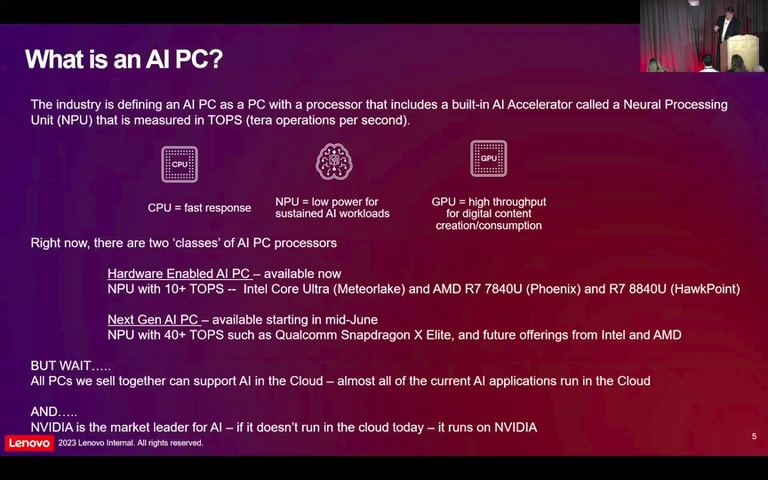 What is an AI PC?
The industry is defining an AI PC as a PC with a processor that includes a built-in AI Accelerator called a Neural Processing
Unit (NPU) that is measured in TOPS (tera operations per second).
CPU
GPU
CPU = fast response
NPU = low power for
sustained AI workloads
GPU = high throughput
for digital content
creation/consumption
Right now, there are two ‘classes’ of AI PC processors
Hardware Enabled AI PC – available now
NPU with 10+ TOPS -- Intel Core Ultra (Meteorlake) and AMD R7 7840U (Phoenix) and R7 8840U (HawkPoint)
Next Gen AI PC – available starting in mid-June
NPU with 40+ TOPS such as Qualcomm Snapdragon X Elite, and future offerings from Intel and AMD
BUT WAIT…..
All PCs we sell together can support AI in the Cloud – almost all of the current AI applications run in the Cloud
AND…..
NVIDIA is the market leader for AI – if it doesn't run in the cloud today – it runs on NVIDIA
Lenovo
2023 Lenovo Internal. All rights reserved.
5